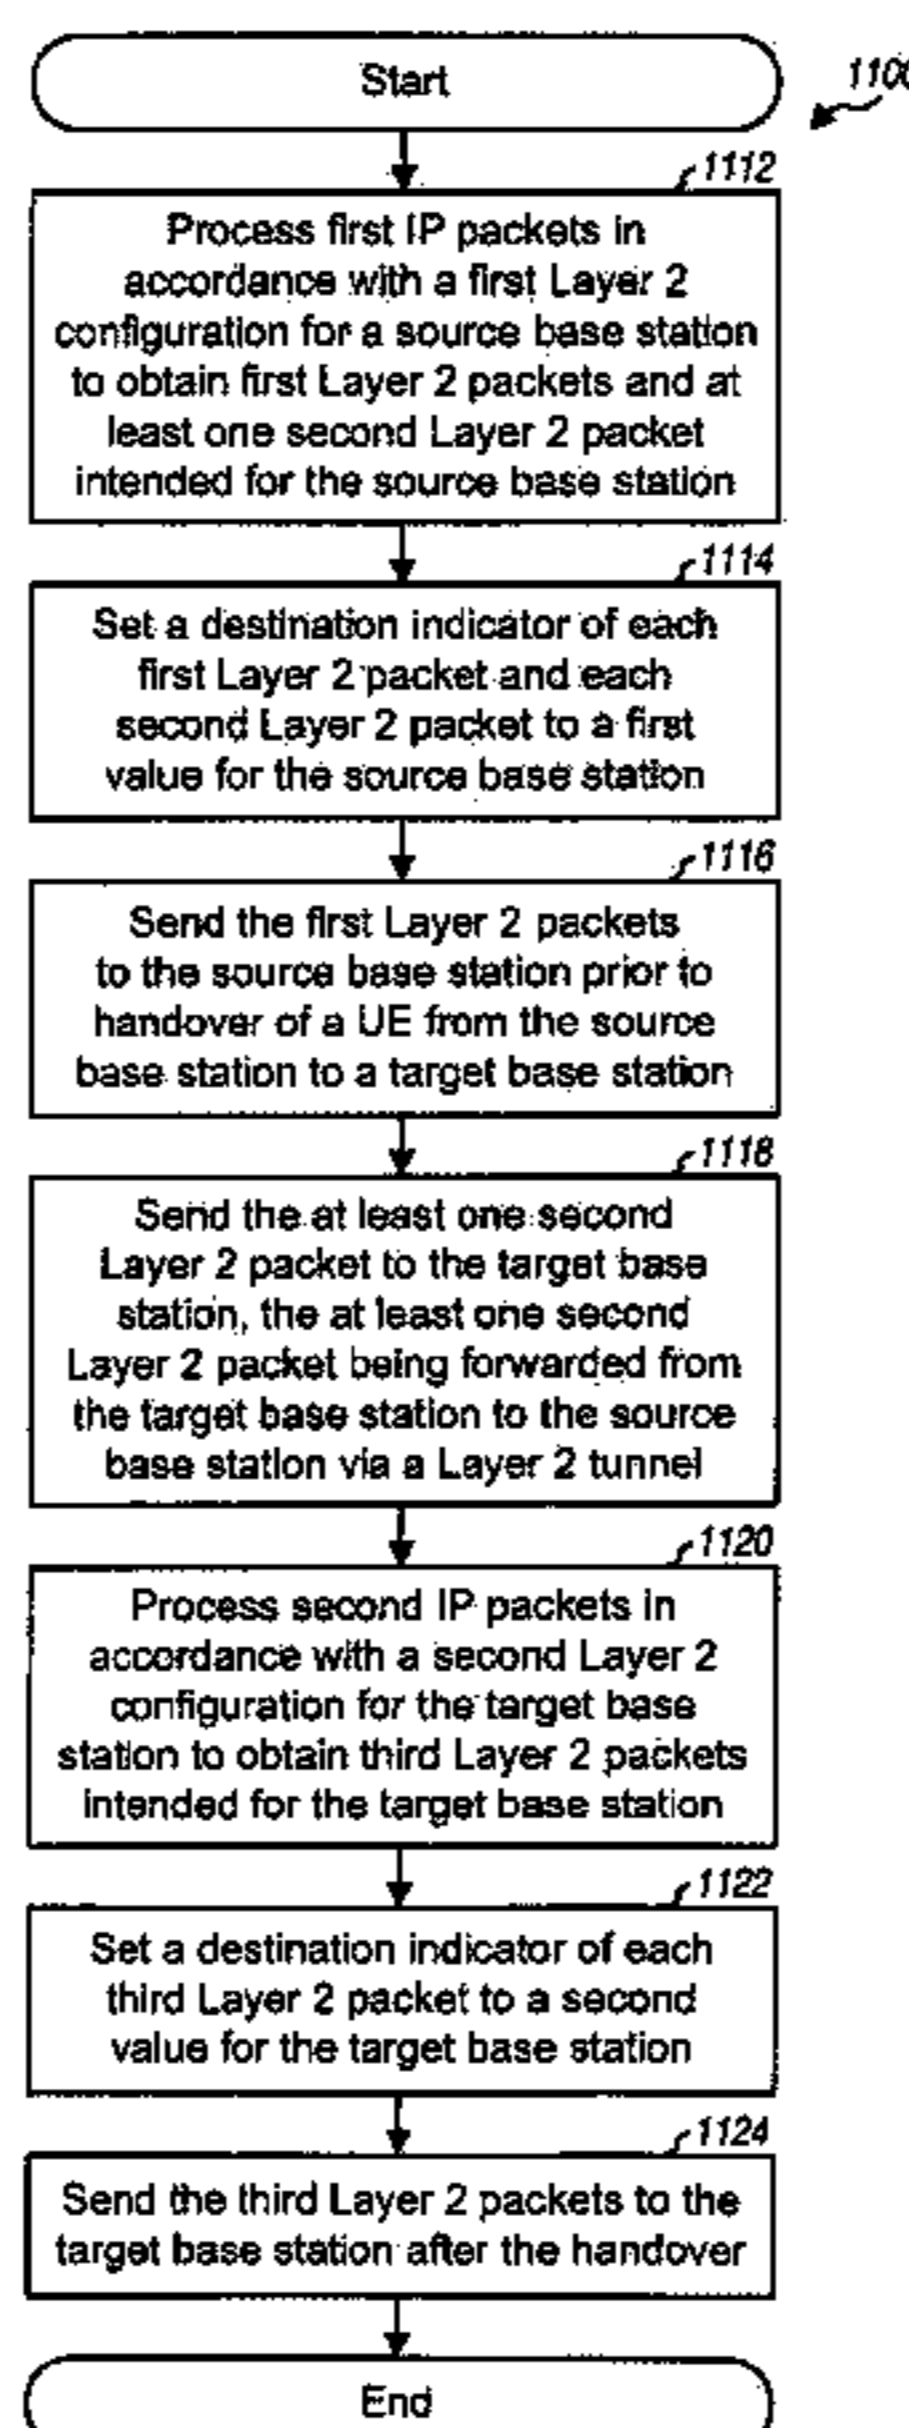 Start
1100
1112
Process first IP packets in
accordance with a first Layer 2
configuration for a source base station
to obtain first Layer 2 packets and at
least one second Layer 2 packet
intended for the source base station
1114
Set a destination indicator of each
first Layer 2 packet and each
second Layer 2 packet to a first
value for the source base station
1116
Send the first Layer 2 packets
to the source base station prior to
handover of a UE from the source
base station to a target base station
1118
Send the at least one second
Layer 2 packet to the target base
station, the at least one second
Layer 2 packet being forwarded from
the target base station to the source
base station via a Layer 2 tunnel
1120
Process second IP packets in
accordance with a second Layer 2
configuration for the target base
station to obtain third Layer 2 packets
intended for the target base station
1122
Set a destination indicator of each
third Layer 2 packet to a second
value for the target base station
1124
Send the third Layer 2 packets to the
target base station after the handover
End